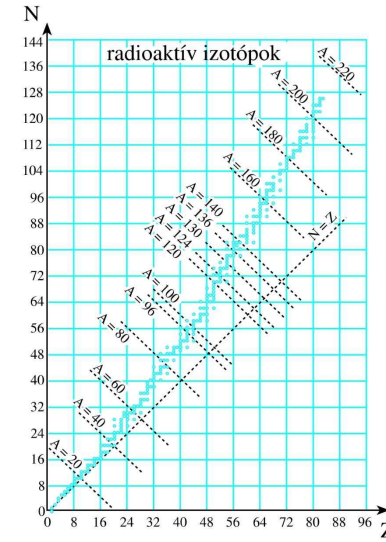 N
radioaktív izotópok
144
136
128
120
112
104
96
88
80
72
64
56
48
40
32
24
16
8
0
A = 220
A = 200
A = 180
A = 160
A = 140
A = 136
A = 130
A = 124
A = 120
A = 100
A = 96
A = 80
A = 60
A = 40
A = 20
N = Z
0 8 16 24 32 40 48 56 64 72 80 88 96
Z